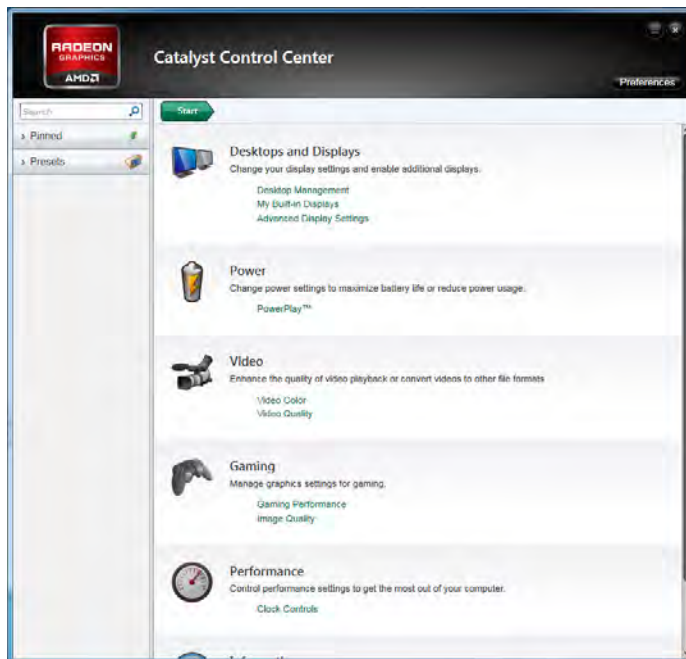 RADEON
GRAPHICS
AMD
Catalyst Control Center
Preferences
Search
Start
Pinned
Presets
Desktops and Displays
Change your display settings and enable additional displays.
Desktop Management
My Built-in Displays
Advanced Display Settings
Power
Change power settings to maximize battery life or reduce power usage.
PowerPlay™
Video
Enhance the quality of video playback or convert videos to other file formats
Video Color
Video Quality
Gaming
Manage graphics settings for gaming.
Gaming Performance
Image Quality
Performance
Control performance settings to get the most out of your computer.
Clock Controls